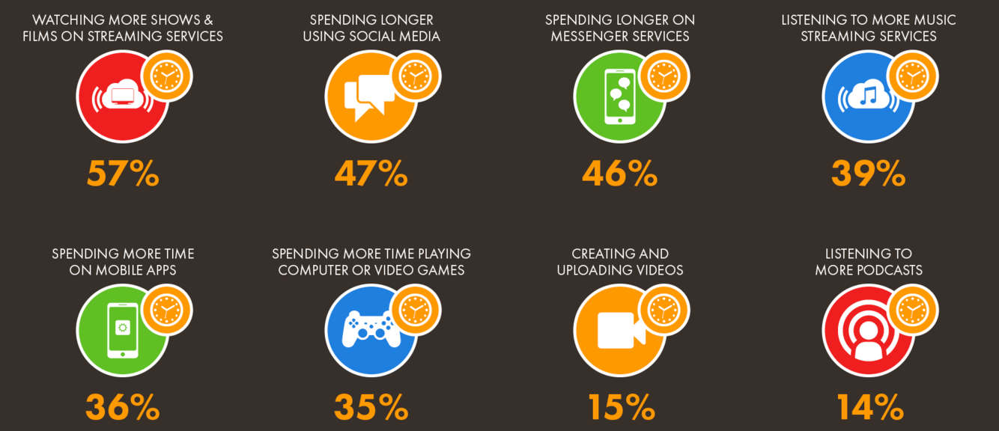 WATCHING MORE SHOWS &
FILMS ON STREAMING SERVICES
57%
SPENDING LONGER
USING SOCIAL MEDIA
47%
SPENDING LONGER ON
MESSENGER SERVICES
46%
LISTENING TO MORE MUSIC
STREAMING SERVICES
39%
SPENDING MORE TIME
ON MOBILE APPS
36%
SPENDING MORE TIME PLAYING
COMPUTER OR VIDEO GAMES
35%
CREATING AND
UPLOADING VIDEOS
15%
LISTENING TO
MORE PODCASTS
14%